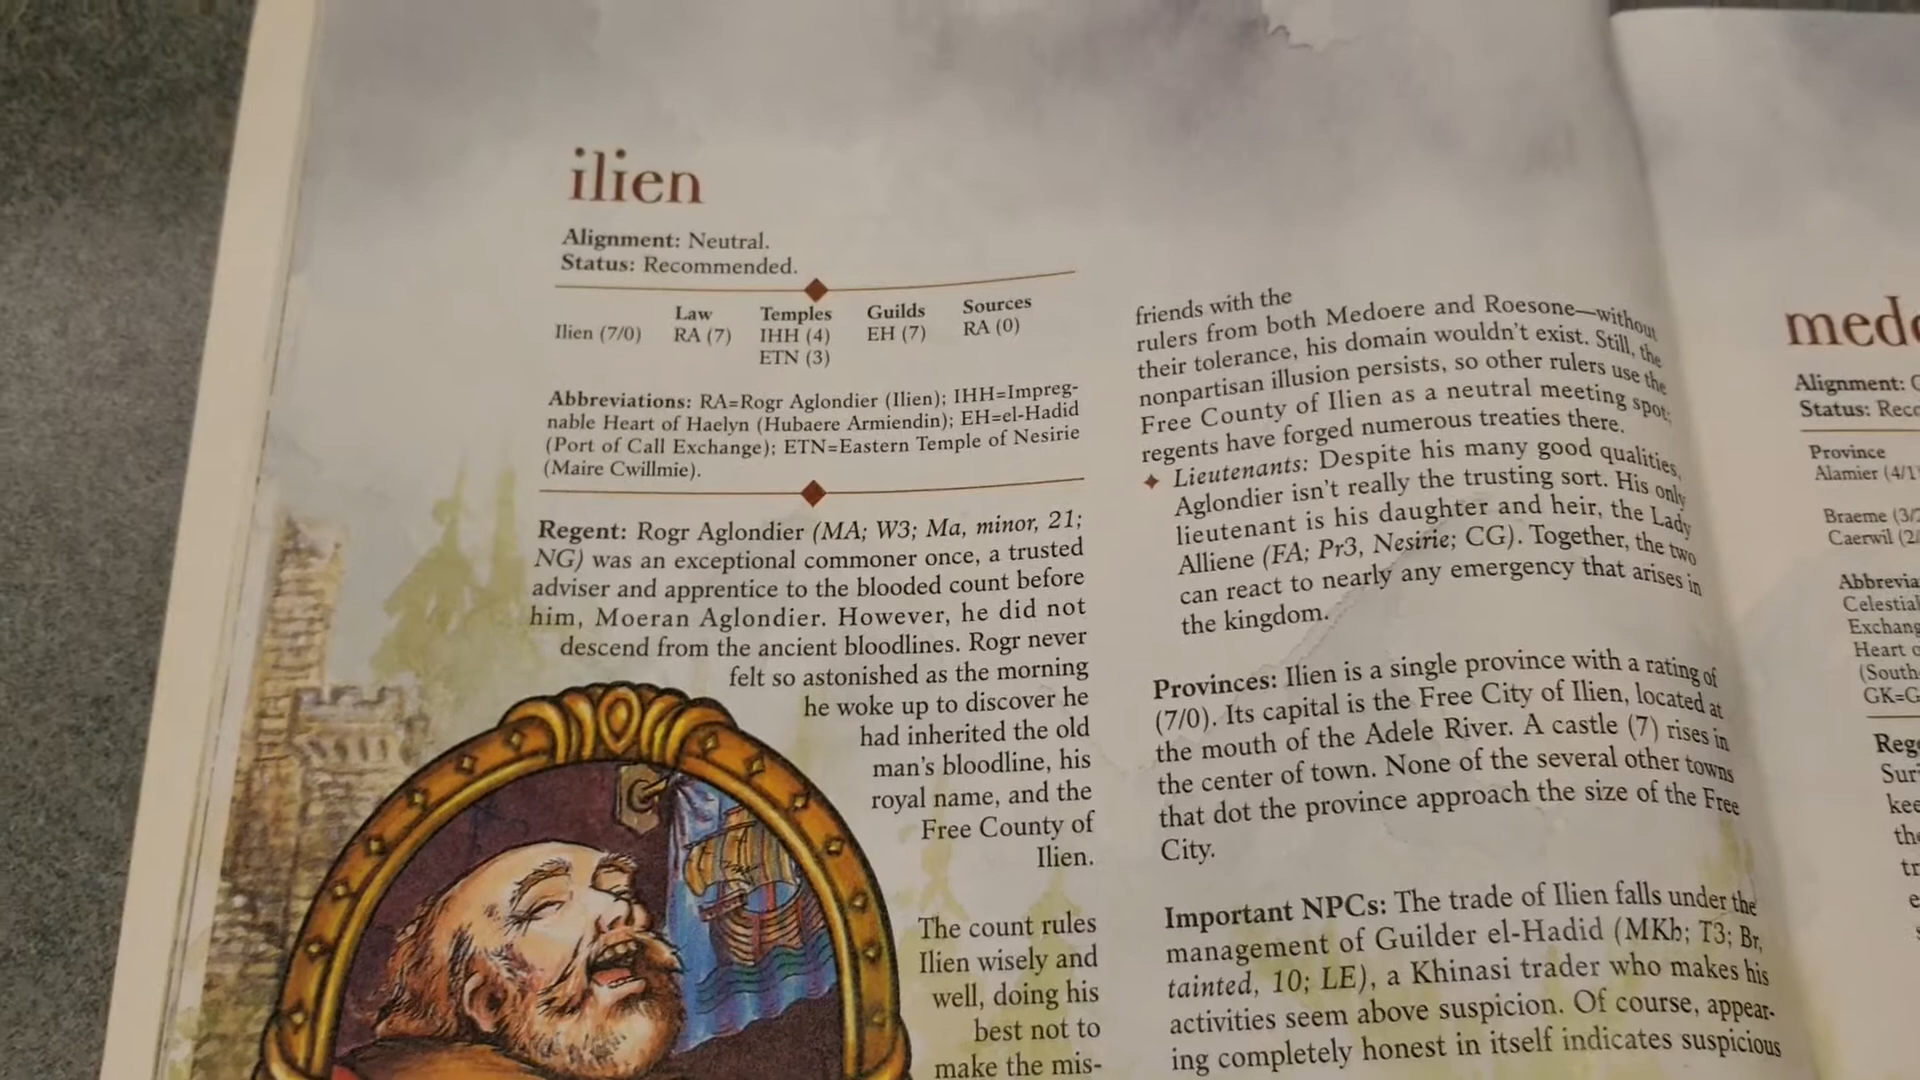 ilien
Alignment: Neutral.
Status: Recommended.
Law Temples Guilds Sources
Ilien (7/0) RA (7) IHH (4) EH (7) RA (0)
ETN (3)
Abbreviations: RA=Rogr Aglondier (Ilien); IHH=Impreg-
nable Heart of Haelyn (Hubaere Armiendin); EH=el-Hadid
(Port of Call Exchange); ETN=Eastern Temple of Nesirie
(Maire Cwillmie).
Regent: Rogr Aglondier (MA; W3; Ma, minor, 21;
NG) was an exceptional commoner once, a trusted
adviser and apprentice to the blooded count before
him, Moeran Aglondier. However, he did not
descend from the ancient bloodlines. Rogr never
felt so astonished as the morning
he woke up to discover he
had inherited the old
man's bloodline, his
royal name, and the
Free County of
Ilien.
The count rules
Ilien wisely and
well, doing his
best not to
make the mis-
friends with the
rulers from both Medoere and Roesone—without
their tolerance, his domain wouldn't exist. Still, the
nonpartisan illusion persists, so other rulers use the
Free County of Ilien as a neutral meeting spot;
regents have forged numerous treaties there.
Lieutenants: Despite his many good qualities,
Aglondier isn't really the trusting sort. His only
lieutenant is his daughter and heir, the Lady
Alliene (FA; Pr3, Nesirie; CG). Together, the two
can react to nearly any emergency that arises in
the kingdom.
Provinces: Ilien is a single province with a rating of
(7/0). Its capital is the Free City of Ilien, located at
the mouth of the Adele River. A castle (7) rises in
the center of town. None of the several other towns
that dot the province approach the size of the Free
City.
Important NPCs: The trade of Ilien falls under the
management of Guilder el-Hadid (MKh; T3; Br,
tainted, 10; LE), a Khinasi trader who makes his
activities seem above suspicion. Of course, appear-
ing completely honest in itself indicates suspicious
Alignment:
Status:
Province
Alamier
Braeme
Caerwil
Celestial